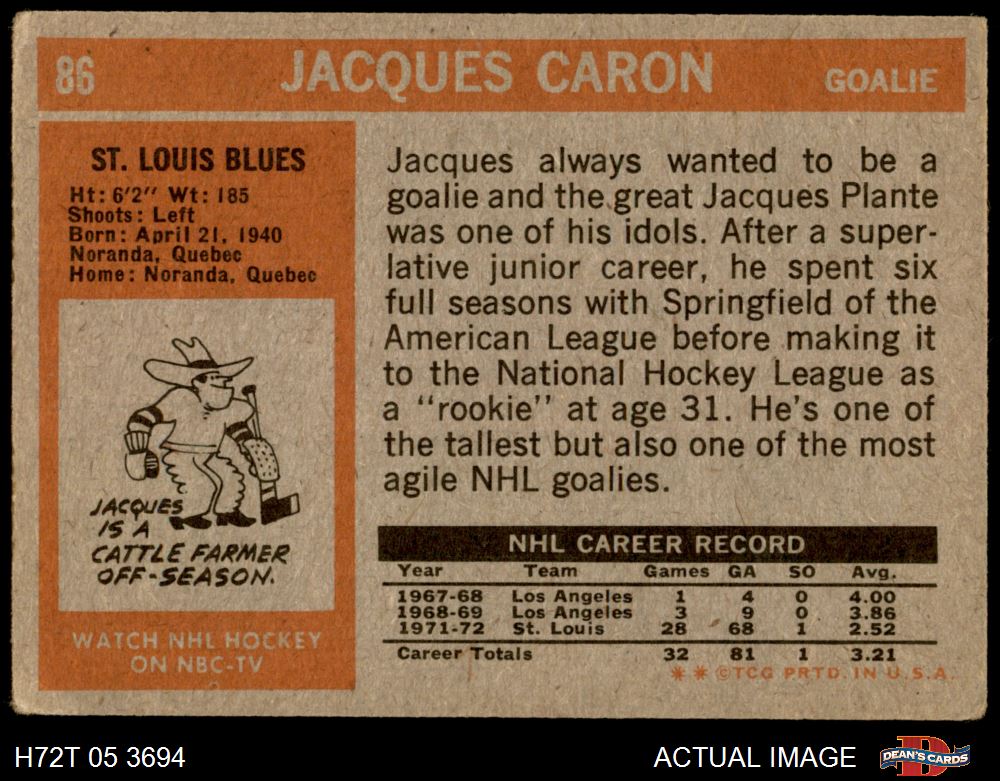 86
JACQUES CARON
GOALIE
ST. LOUIS BLUES
Ht: 6'2" Wt: 185
Shoots: Left
Born: April 21, 1940
Noranda, Quebec
Home: Noranda, Quebec
JACQUES
IS A
CATTLE FARMER
OFF-SEASON.
WATCH NHL HOCKEY
ON NBC-TV
Jacques always wanted to be a
goalie and the great Jacques Plante
was one of his idols. After a super-
lative junior career, he spent six
full seasons with Springfield of the
American League before making it
to the National Hockey League as
a "rookie" at age 31. He's one of
the tallest but also one of the most
agile NHL goalies.
NHL CAREER RECORD
Year Team Games GA SO Avg.
1967-68 Los Angeles 1 4 0 4.00
1968-69 Los Angeles 3 9 0 3.86
1971-72 St. Louis 28 68 1 2.52
Career Totals 32 81 1 3.21
**©TCG PRTD. IN U.S.A.
H72T 05 3694
ACTUAL IMAGE
DEAN'S CARDS